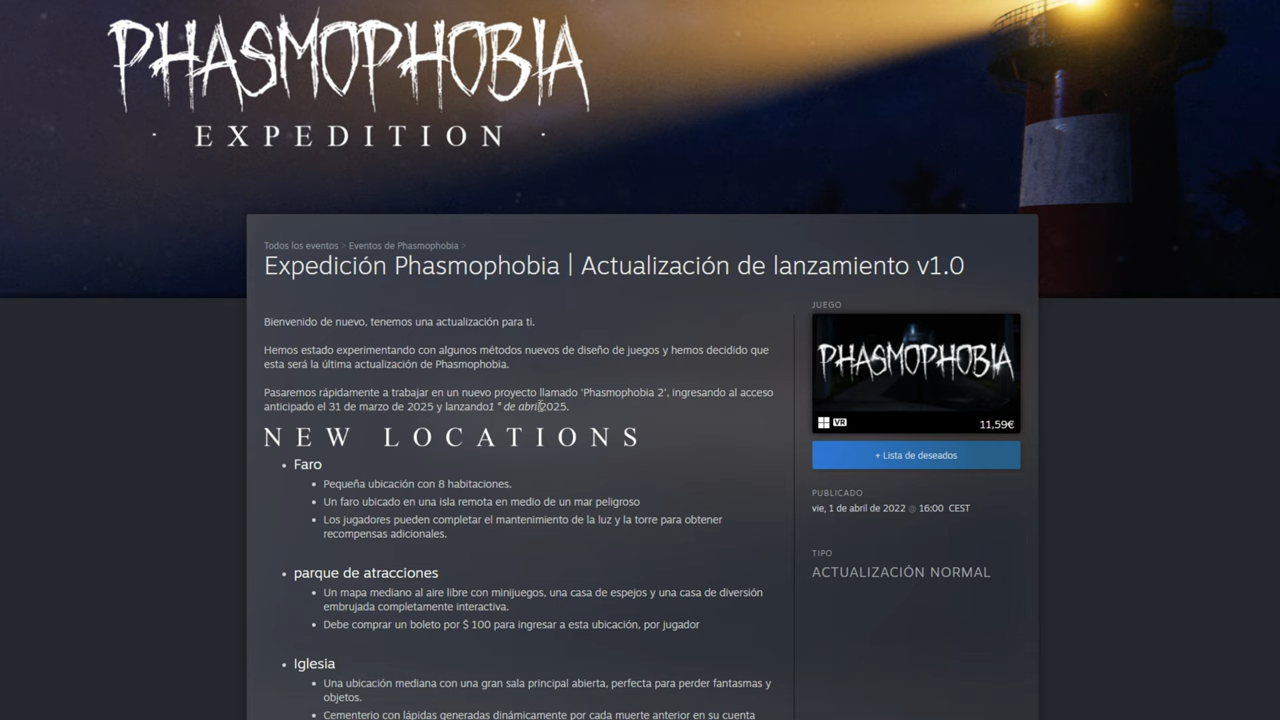 PHASMOPHOBIA
· EXPEDITION ·
Todos los eventos > Eventos de Phasmophobia >
Expedición Phasmophobia | Actualización de lanzamiento v1.0
Bienvenido de nuevo, tenemos una actualización para ti.
Hemos estado experimentando con algunos métodos nuevos de diseño de juegos y hemos decidido que
esta será la última actualización de Phasmophobia.
Pasaremos rápidamente a trabajar en un nuevo proyecto llamado 'Phasmophobia 2', ingresando al acceso
anticipado el 31 de marzo de 2025 y lanzando1 ° de abril2025.
NEW LOCATIONS
• Faro
• Pequeña ubicación con 8 habitaciones.
• Un faro ubicado en una isla remota en medio de un mar peligroso
• Los jugadores pueden completar el mantenimiento de la luz y la torre para obtener
recompensas adicionales.
• parque de atracciones
• Un mapa mediano al aire libre con minijuegos, una casa de espejos y una casa de diversión
embrujada completamente interactiva.
• Debe comprar un boleto por $ 100 para ingresar a esta ubicación, por jugador
• Iglesia
• Una ubicación mediana con una gran sala principal abierta, perfecta para perder fantasmas y
objetos.
• Cementerio con lápidas generadas dinámicamente por cada muerte anterior en su cuenta
JUEGO
PHASMOPHOBIA
VR
11,59€
+ Lista de deseados
PUBLICADO
vie, 1 de abril de 2022 @ 16:00 CEST
TIPO
ACTUALIZACIÓN NORMAL